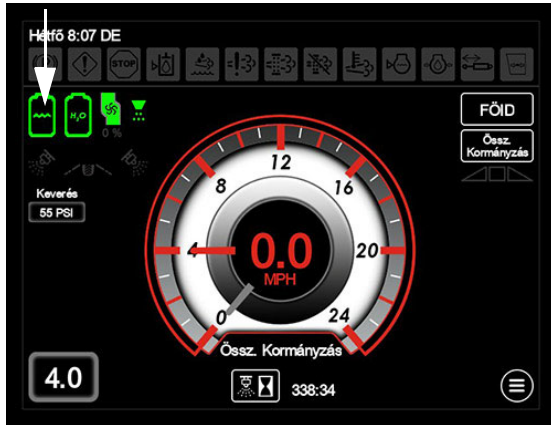 Hétfő 8:07 DE
STOP
H₂O
0 %
FÖlD
Össz.
Kormányzás
Keverés
55 PSI
12
8
16
4
20
0.0
MPH
0
24
Össz. Kormányzás
4.0
338:34